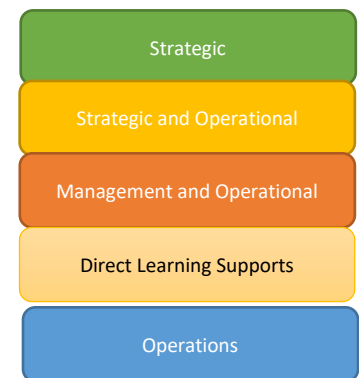 Strategic
Strategic and Operational
Management and Operational
Direct Learning Supports
Operations